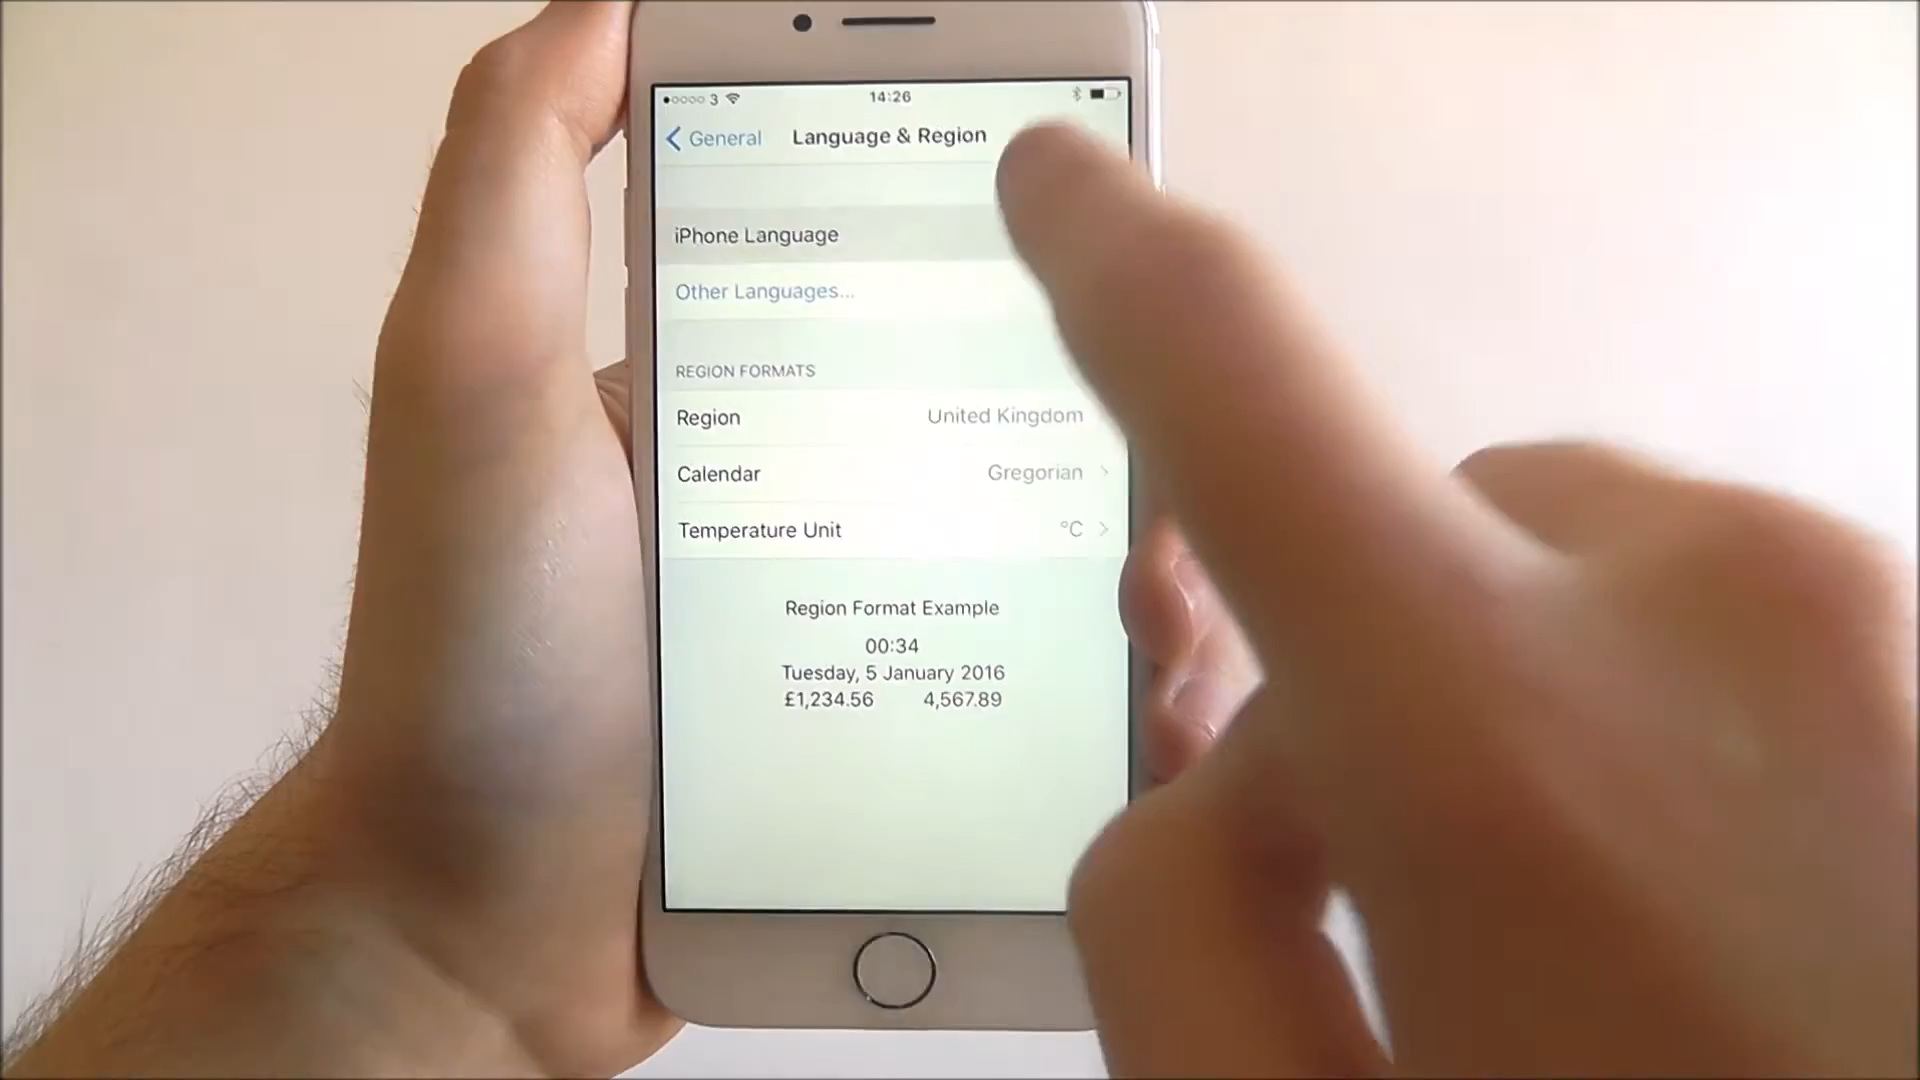 3 14:26
General Language & Region
iPhone Language
Other Languages...
REGION FORMATS
Region United Kingdom
Calendar Gregorian
Temperature Unit °C
Region Format Example
00:34
Tuesday, 5 January 2016
£1,234.56 4,567.89